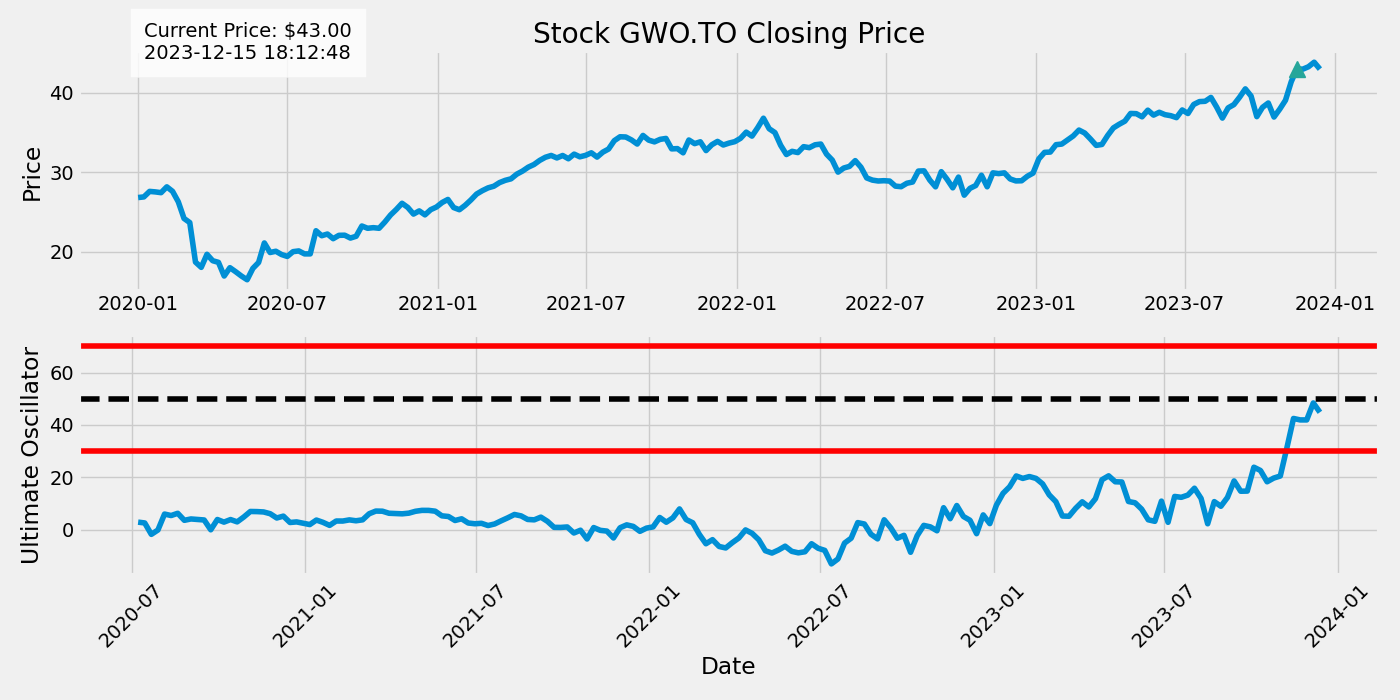 Current Price: $43.00
2023-12-15 18:12:48
Stock GWO.TO Closing Price
Price
40
30
20
2020-01 2020-07 2021-01 2021-07 2022-01 2022-07 2023-01 2023-07 2024-01
Ultimate Oscillator
60
40
20
0
2020-07 2021-01 2021-07 2022-01 2022-07 2023-01 2023-07 2024-01
Date